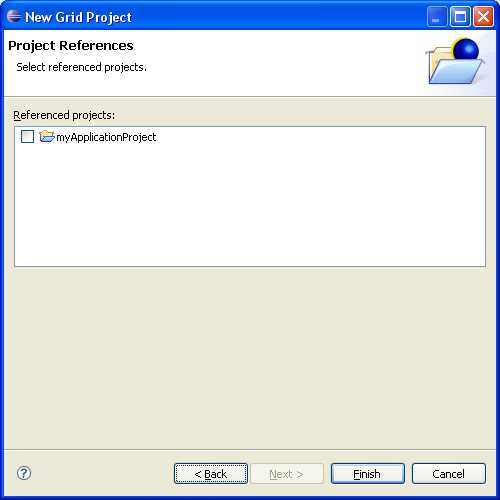 New Grid Project
Project References
Select referenced projects.
Referenced projects:
myApplicationProject
?
< Back
Next >
Finish
Cancel